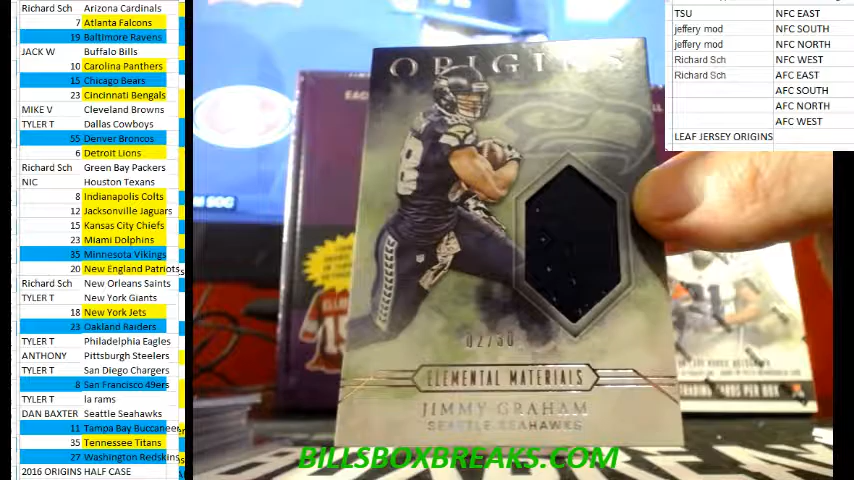 Richard Sch Arizona Cardinals
7 Atlanta Falcons
19 Baltimore Ravens
JACK W Buffalo Bills
10 Carolina Panthers
15 Chicago Bears
23 Cincinnati Bengals
MIKE V Cleveland Browns
TYLER T Dallas Cowboys
55 Denver Broncos
6 Detroit Lions
Richard Sch Green Bay Packers
NIC Houston Texans
8 Indianapolis Colts
12 Jacksonville Jaguars
15 Kansas City Chiefs
23 Miami Dolphins
35 Minnesota Vikings
20 New England Patriots
Richard Sch New Orleans Saints
TYLER T New York Giants
18 New York Jets
23 Oakland Raiders
TYLER T Philadelphia Eagles
ANTHONY Pittsburgh Steelers
TYLER T San Diego Chargers
8 San Francisco 49ers
TYLER T la rams
DAN BAXTER Seattle Seahawks
11 Tampa Bay Buccaneer
35 Tennessee Titans
27 Washington Redskins
2016 ORIGINS HALF CASE
ORIGINS
88
02/50
ELEMENTAL MATERIALS
JIMMY GRAHAM
SEATTLE SEAHAWKS
BILLSBOXBREAKS.COM
TSU NFC EAST
jeffery mod NFC SOUTH
jeffery mod NFC NORTH
Richard Sch NFC WEST
Richard Sch AFC EAST
AFC SOUTH
AFC NORTH
AFC WEST
LEAF JERSEY ORIGINS